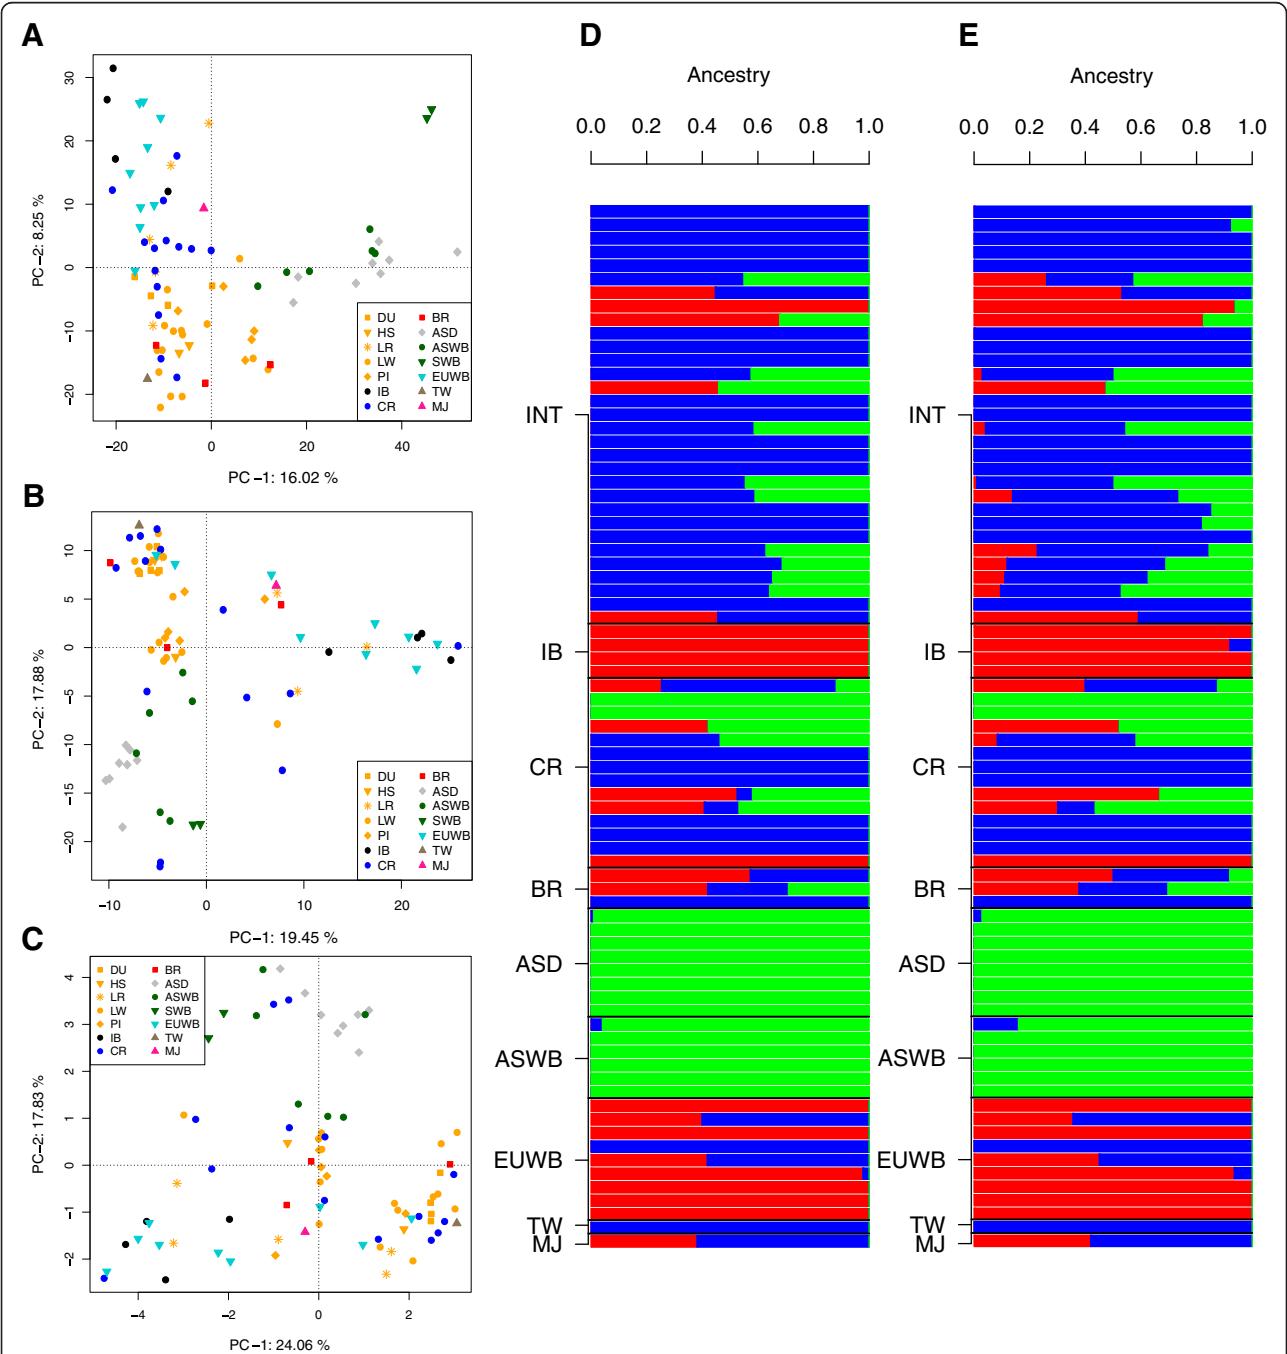 A
30
20
10
0
−10
−20
PC−2: 8.25 %
−20 0 20 40
PC−1: 16.02 %
DU BR
HS ASD
LR ASWB
LW SWB
PI EUWB
IB TW
CR MJ
B
10
5
0
−5
−10
−15
−20
PC−2: 17.88 %
−10 0 10 20
PC−1: 19.45 %
DU BR
HS ASD
LR ASWB
LW SWB
PI EUWB
IB TW
CR MJ
C
4
3
2
1
0
−1
−2
PC−2: 17.83 %
−4 −2 0 2
PC−1: 24.06 %
DU BR
HS ASD
LR ASWB
LW SWB
PI EUWB
IB TW
CR MJ
D
Ancestry
0.0 0.2 0.4 0.6 0.8 1.0
INT
IB
CR
BR
ASD
ASWB
EUWB
TW
MJ
E
Ancestry
0.0 0.2 0.4 0.6 0.8 1.0
INT
IB
CR
BR
ASD
ASWB
EUWB
TW
MJ